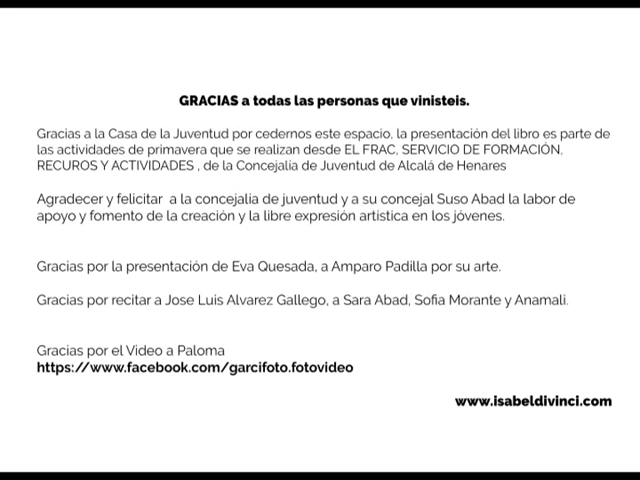 GRACIAS a todas las personas que vinisteis.
Gracias a la Casa de la Juventud por cedernos este espacio, la presentación del libro es parte de
las actividades de primavera que se realizan desde EL FRAC, SERVICIO DE FORMACIÓN,
RECUROS Y ACTIVIDADES , de la Concejalia de Juventud de Alcalá de Henares
Agradecer y felicitar a la concejalia de juventud y a su concejal Suso Abad la labor de
apoyo y fomento de la creación y la libre expresión artística en los jóvenes.
Gracias por la presentación de Eva Quesada, a Amparo Padilla por su arte.
Gracias por recitar a Jose Luis Alvarez Gallego, a Sara Abad, Sofia Morante y Anamali.
Gracias por el Video a Paloma
https://www.facebook.com/garcifoto.fotovideo
www.isabeldivinci.com